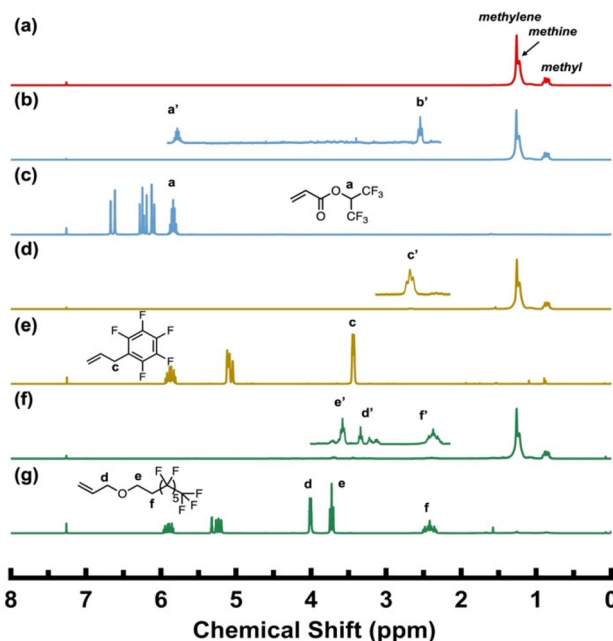 (a)
methylene
methine
methyl
(b)
a'
b'
(c)
a
a
O
O
CF₃
CF₃
(d)
c'
(e)
F
F
F
F
F
c
c
(f)
e'
d'
f'
(g)
d
e
f
O
F
F
5
F
F
F
d
e
f
8 7 6 5 4 3 2 1 0
Chemical Shift (ppm)